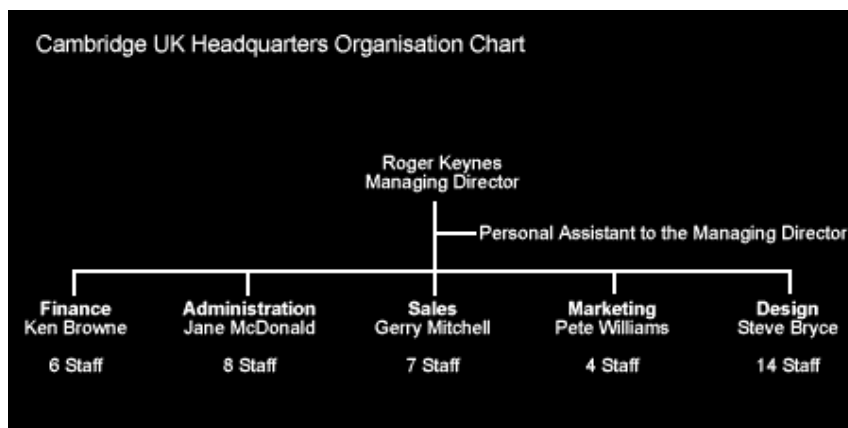 Cambridge UK Headquarters Organisation Chart
Roger Keynes
Managing Director
Personal Assistant to the Managing Director
Finance
Ken Browne
6 Staff
Administration
Jane McDonald
8 Staff
Sales
Gerry Mitchell
7 Staff
Marketing
Pete Williams
4 Staff
Design
Steve Bryce
14 Staff